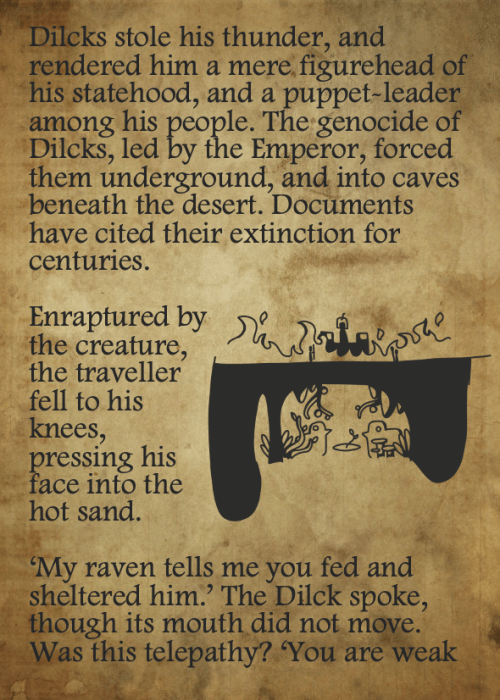 Dilcks stole his thunder, and
rendered him a mere figurehead of
his statehood, and a puppet-leader
among his people. The genocide of
Dilcks, led by the Emperor, forced
them underground, and into caves
beneath the desert. Documents
have cited their extinction for
centuries.
Enraptured by
the creature,
the traveller
fell to his
knees,
pressing his
face into the
hot sand.
‘My raven tells me you fed and
sheltered him.’ The Dilck spoke,
though its mouth did not move.
Was this telepathy? ‘You are weak